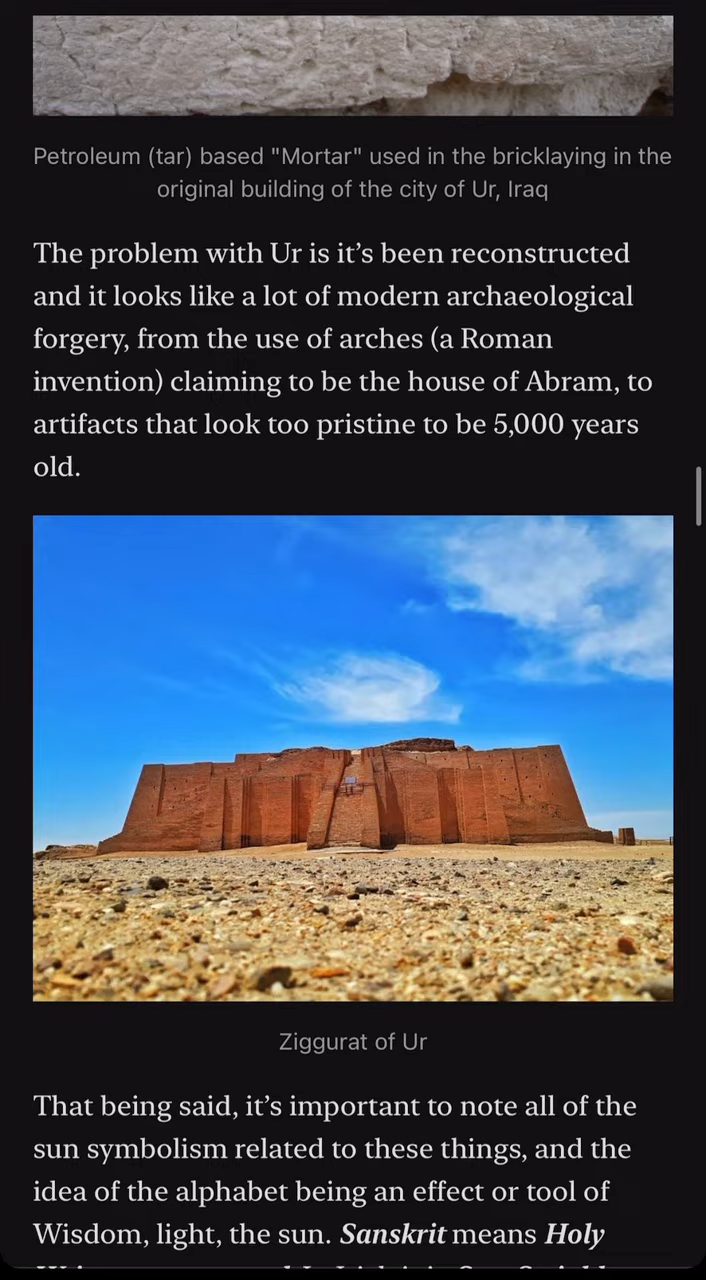 Petroleum (tar) based "Mortar" used in the bricklaying in the
original building of the city of Ur, Iraq
The problem with Ur is it’s been reconstructed
and it looks like a lot of modern archaeological
forgery, from the use of arches (a Roman
invention) claiming to be the house of Abram, to
artifacts that look too pristine to be 5,000 years
old.
Ziggurat of Ur
That being said, it’s important to note all of the
sun symbolism related to these things, and the
idea of the alphabet being an effect or tool of
Wisdom, light, the sun. Sanskrit means Holy